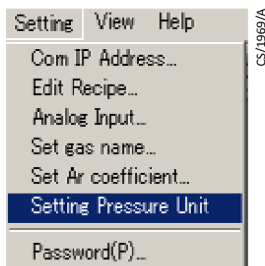 Setting View Help
Com IP Address...
Edit Recipe...
Analog Input...
Set gas name...
Set Ar coefficient...
Setting Pressure Unit
Password(P)...
CS/1969/A